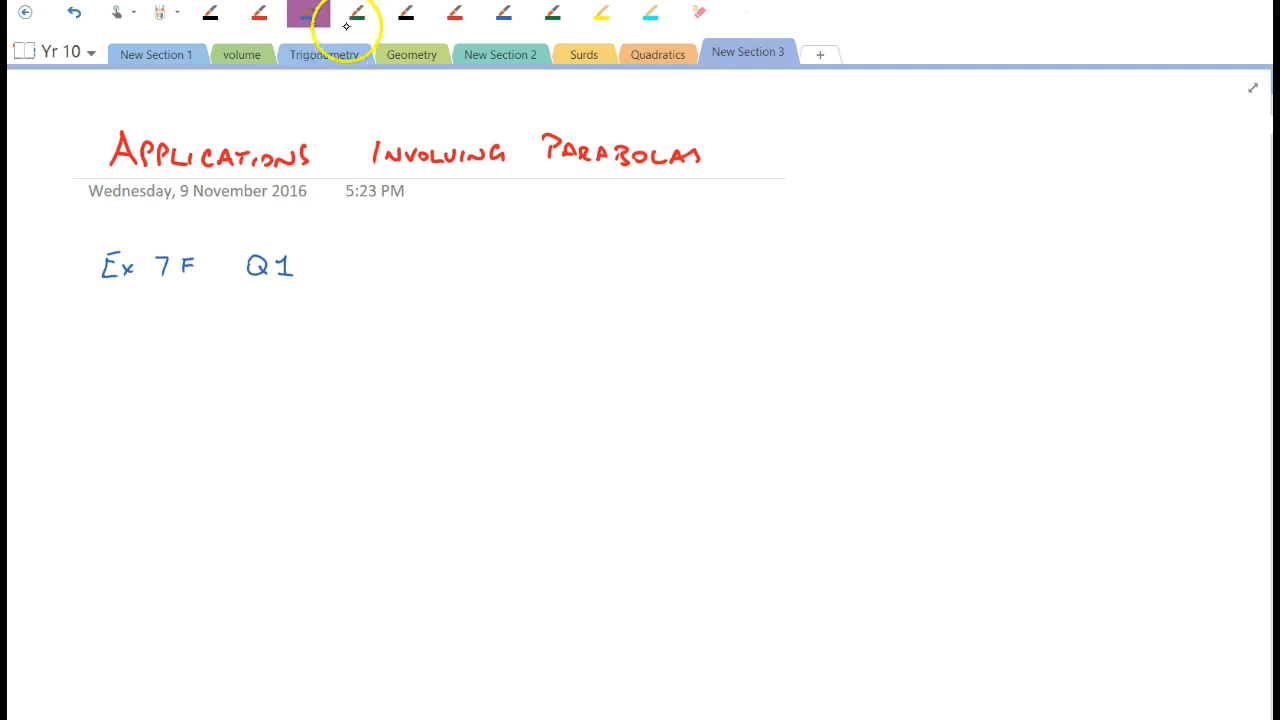 Yr 10 New Section 1 volume Trigonometry Geometry New Section 2 Surds Quadratics New Section 3 +
APPLICATIONS INVOLVING PARABOLAS
Wednesday, 9 November 2016 5:23 PM
Ex 7F Q1